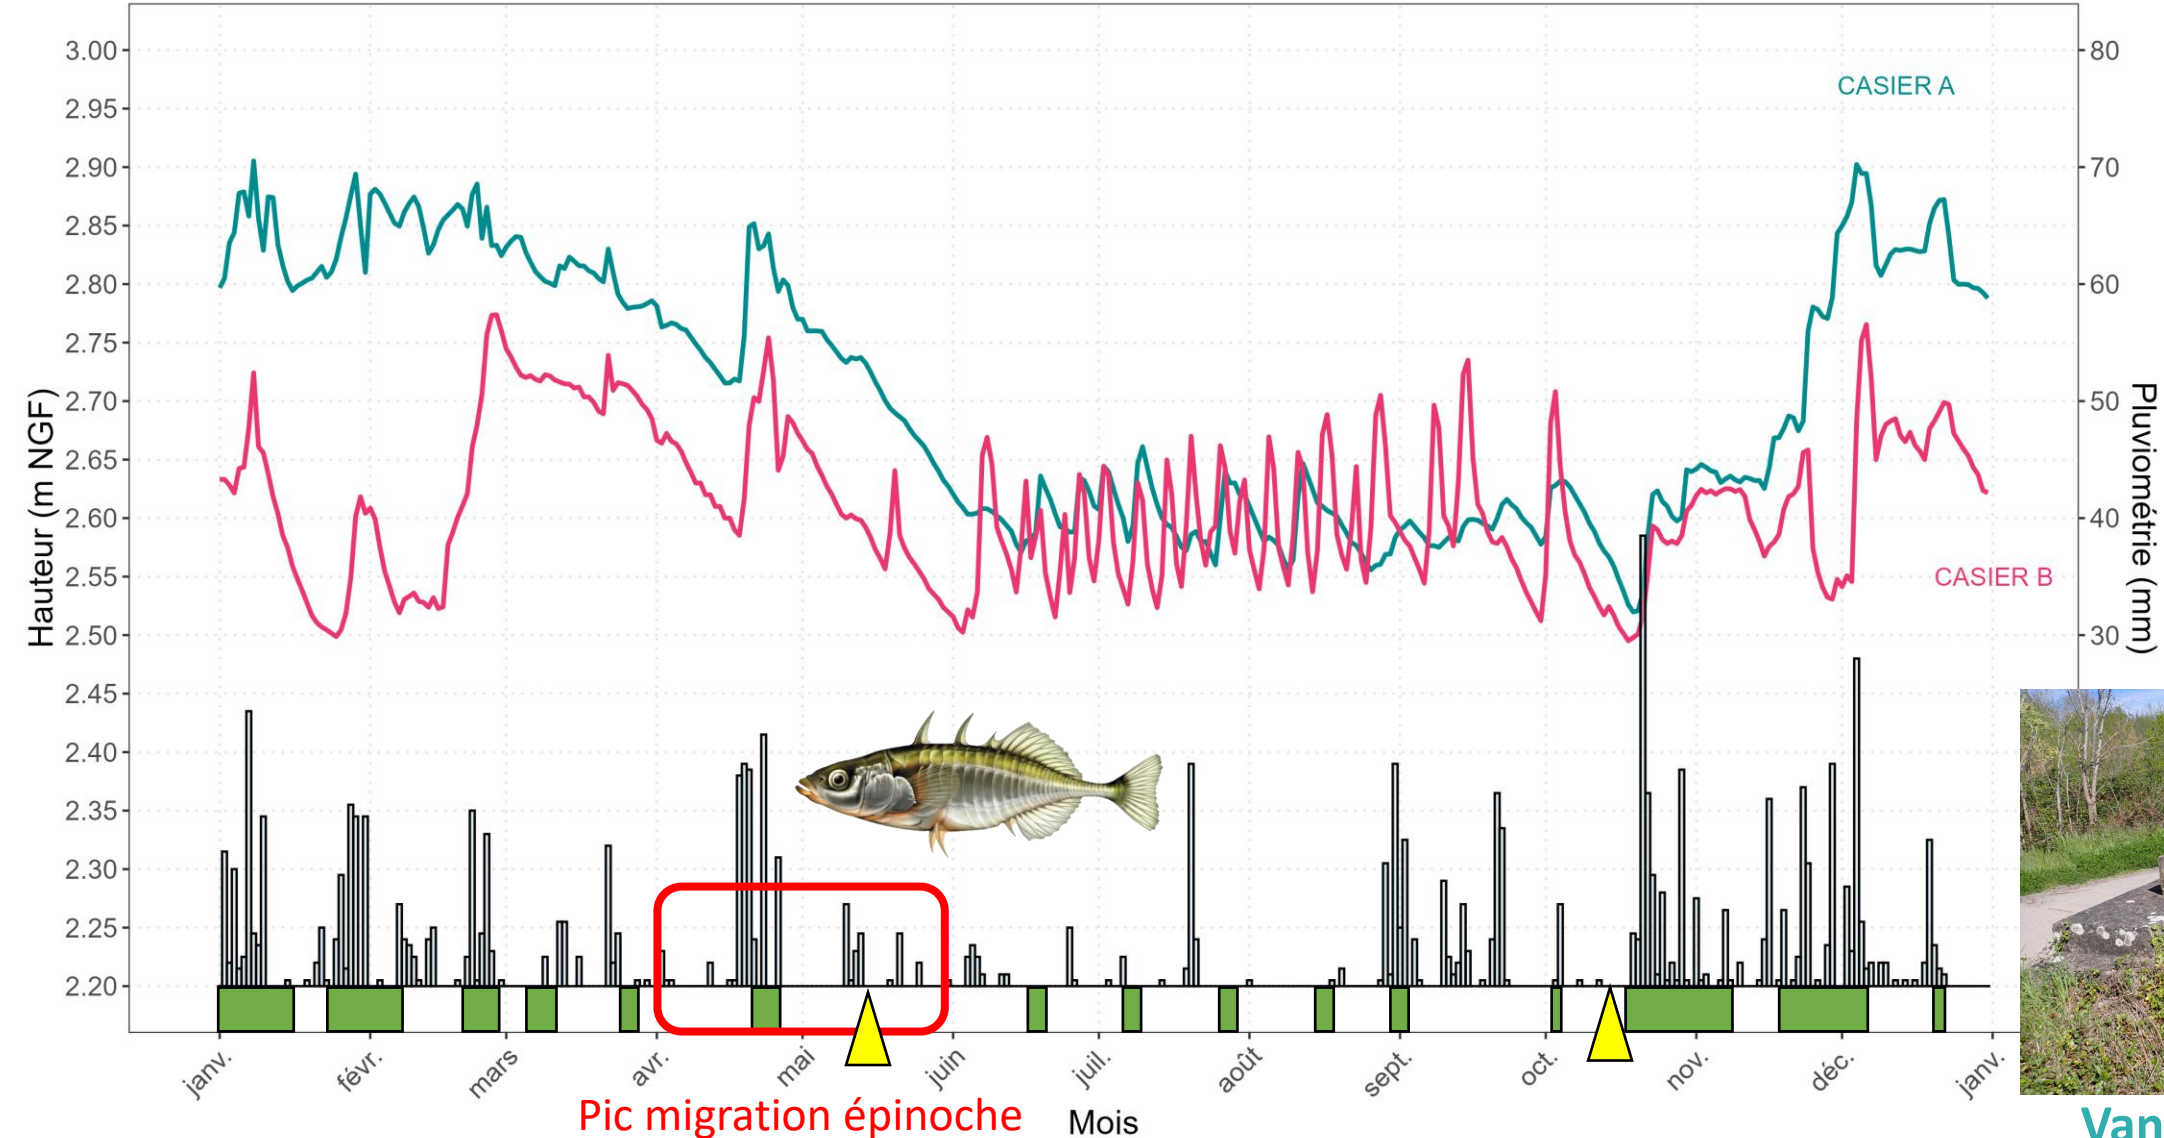 3.00
2.95
2.90
2.85
2.80
2.75
2.70
2.65
2.60
2.55
2.50
2.45
2.40
2.35
2.30
2.25
2.20
Hauteur (m NGF)
CASIER A
CASIER B
80
70
60
50
40
30
Pluviométrie (mm)
janv.
févr.
mars
avr.
mai
juin
juil.
août
sept.
oct.
nov.
déc.
janv.
Pic migration épinoche
Mois
Van